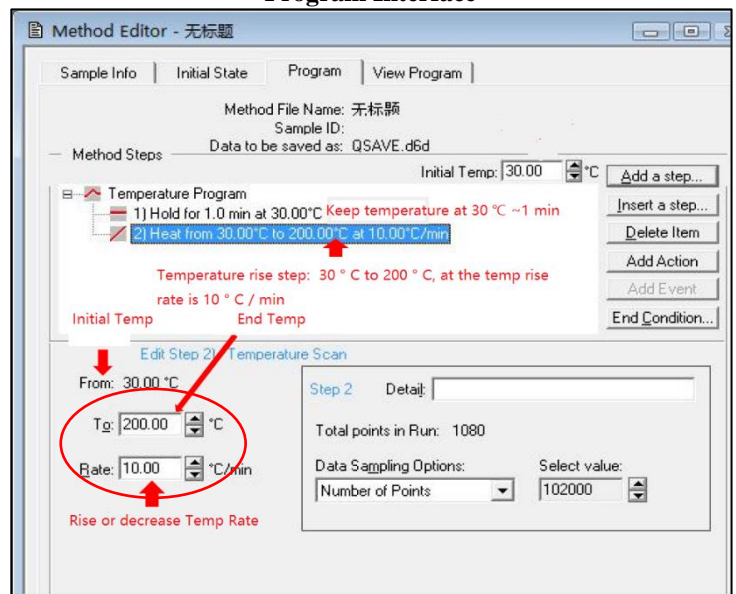 Program Interface
Method Editor - 无标题
Sample Info Initial State Program View Program
Method File Name: 无标题
Sample ID:
Data to be saved as: QSAVE.d6d
Method Steps
Initial Temp: 30.00 °C
Add a step...
Temperature Program
Insert a step...
1) Hold for 1.0 min at 30.00°C Keep temperature at 30 ℃ ~1 min
2) Heat from 30.00°C to 200.00°C at 10.00°C/min
Delete Item
Add Action
Temperature rise step: 30 ° C to 200 ° C, at the temp rise
rate is 10 ° C / min
Add Event
Initial Temp End Temp
End Condition...
Edit Step 2) Temperature Scan
From: 30.00 °C
Step 2 Detail:
To: 200.00 °C
Total points in Run: 1080
Rate: 10.00 °C/min
Data Sampling Options: Select value:
Number of Points 102000
Rise or decrease Temp Rate